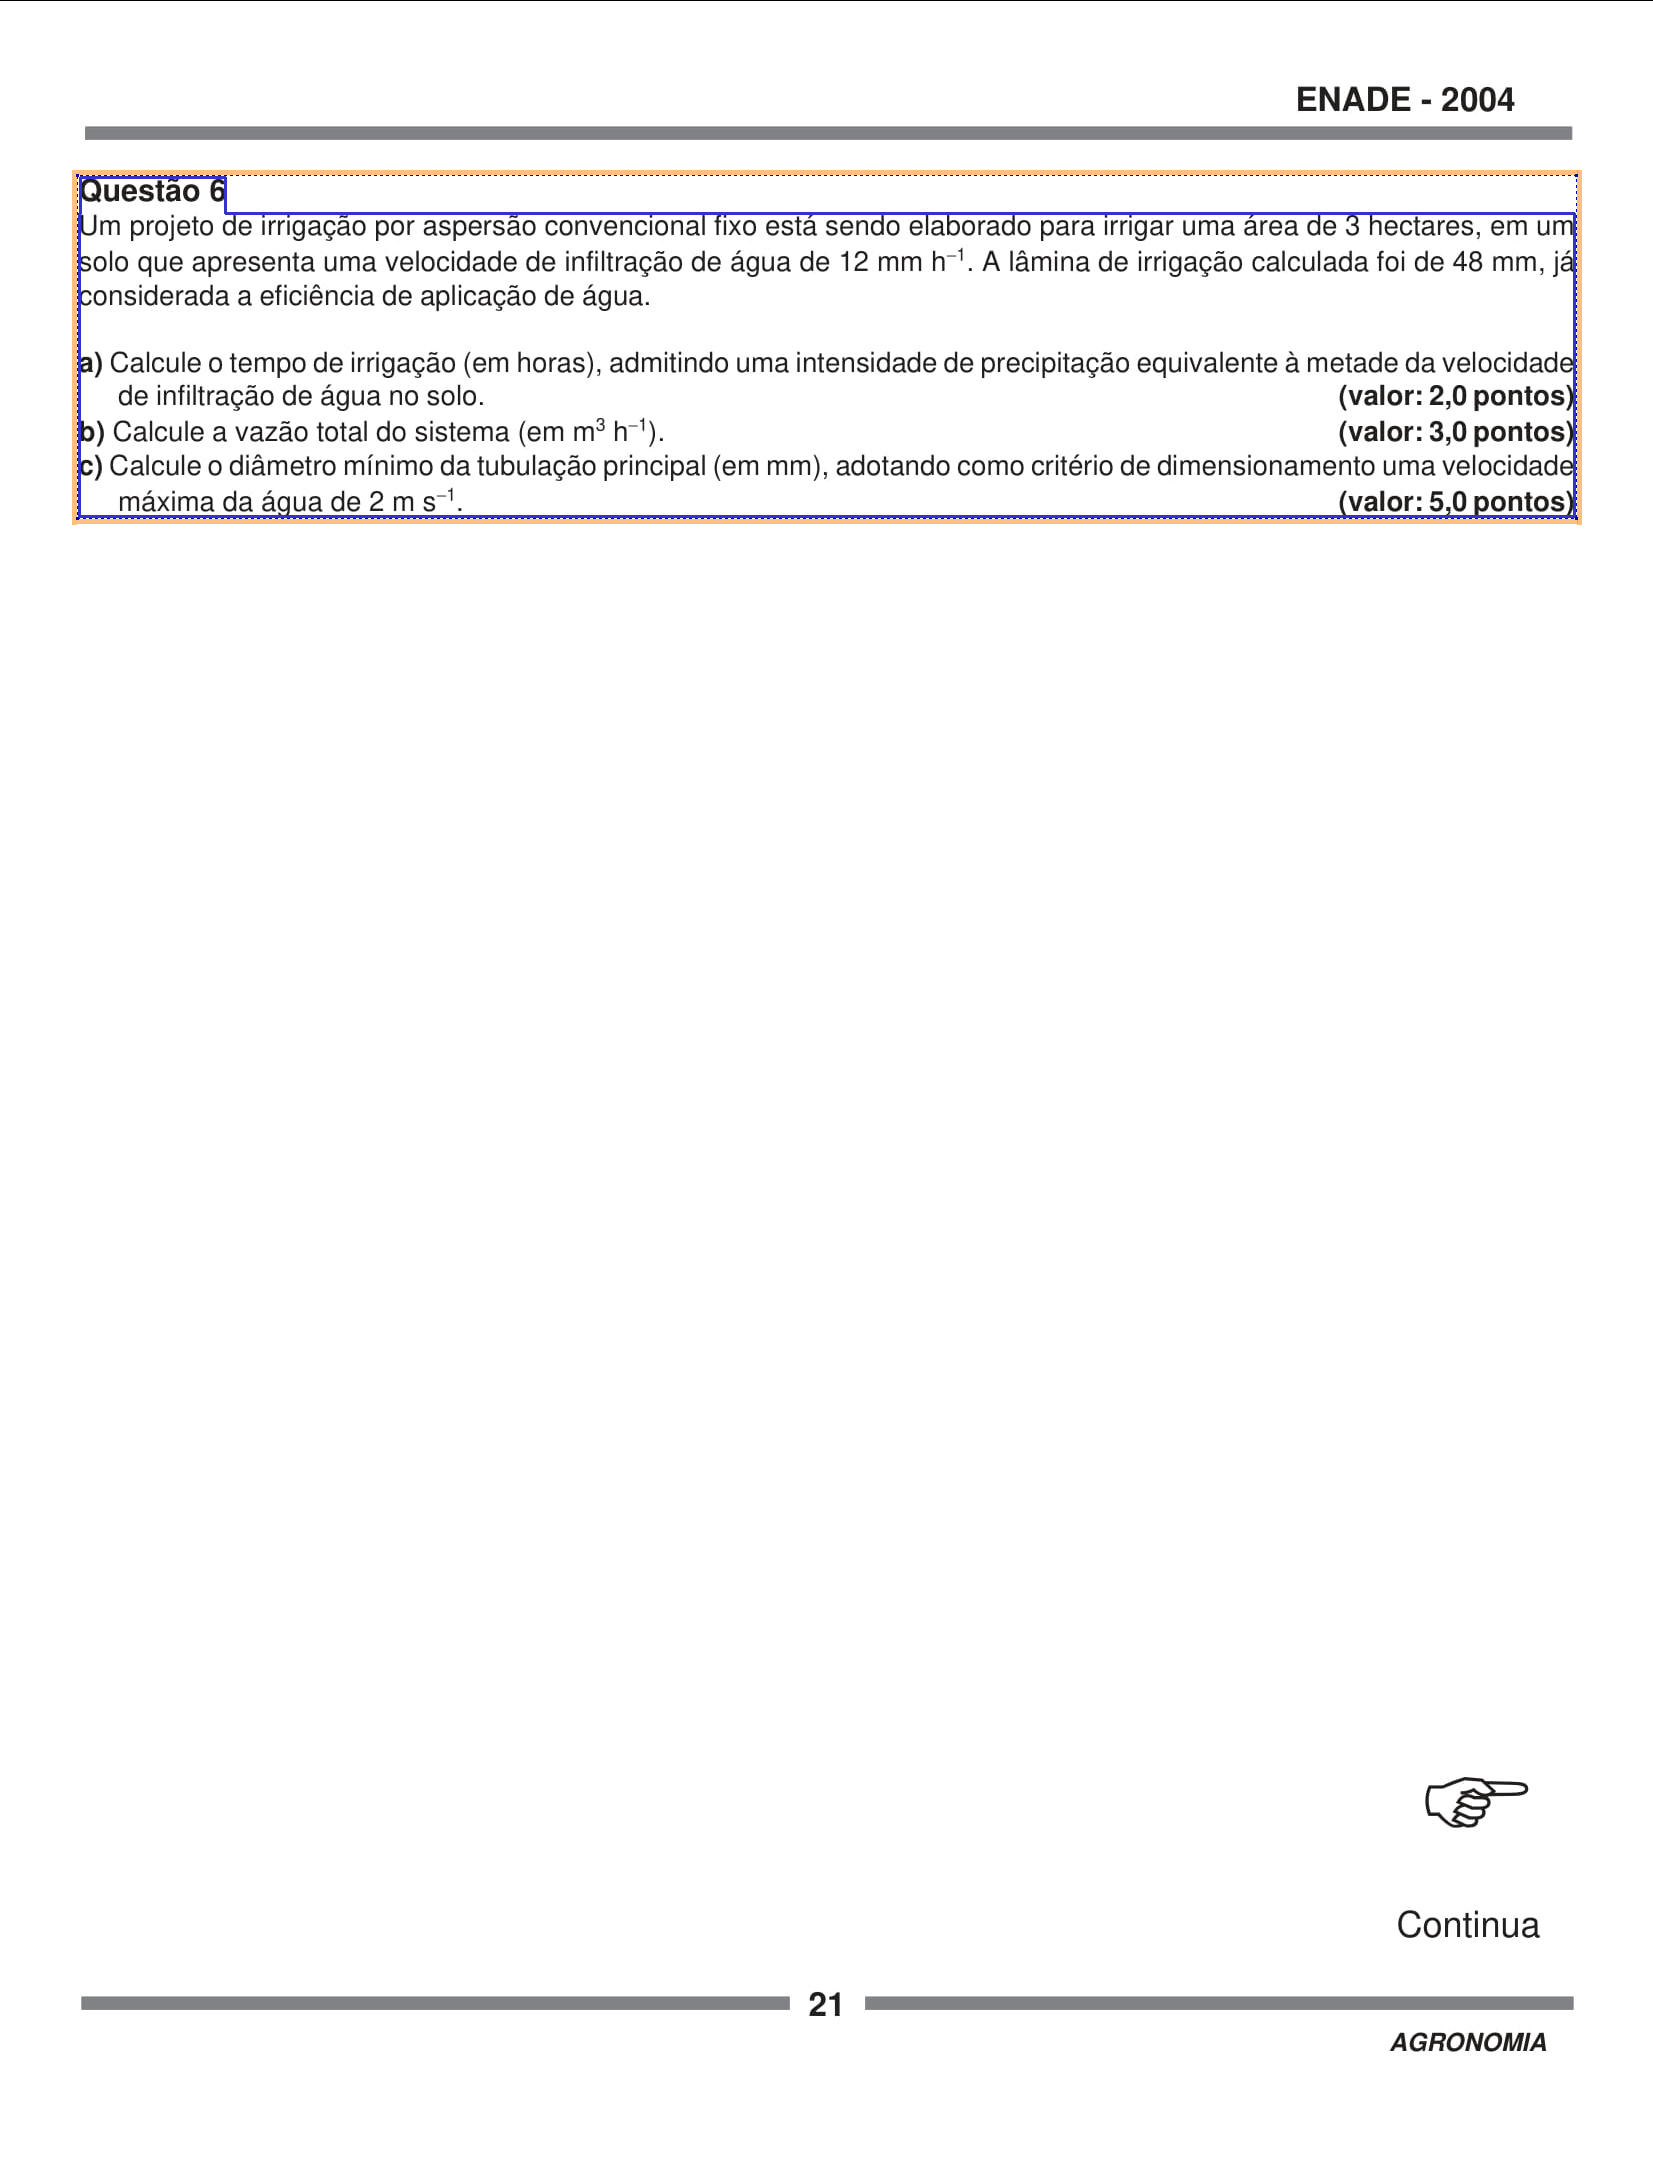 ENADE - 2004
Questão 6
Um projeto de irrigação por aspersão convencional fixo está sendo elaborado para irrigar uma área de 3 hectares, em um
solo que apresenta uma velocidade de infiltração de água de 12 mm h⁻¹. A lâmina de irrigação calculada foi de 48 mm, já
considerada a eficiência de aplicação de água.
a) Calcule o tempo de irrigação (em horas), admitindo uma intensidade de precipitação equivalente à metade da velocidade
de infiltração de água no solo. (valor: 2,0 pontos)
b) Calcule a vazão total do sistema (em m³ h⁻¹). (valor: 3,0 pontos)
c) Calcule o diâmetro mínimo da tubulação principal (em mm), adotando como critério de dimensionamento uma velocidade
máxima da água de 2 m s⁻¹. (valor: 5,0 pontos)
Continua
21
AGRONOMIA